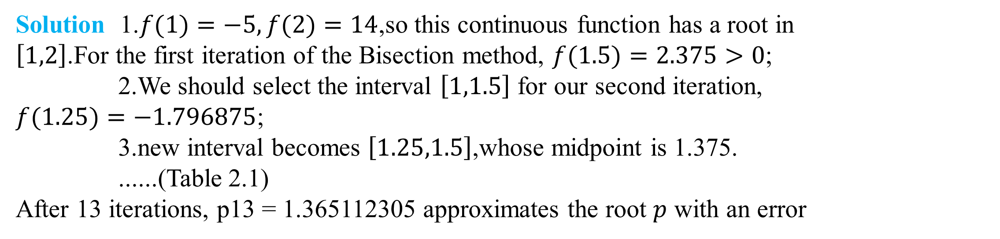 Solution 1.f(1) = −5, f(2) = 14,so this continuous function has a root in
[1,2].For the first iteration of the Bisection method, f(1.5) = 2.375 > 0;
2.We should select the interval [1,1.5] for our second iteration,
f(1.25) = −1.796875;
3.new interval becomes [1.25,1.5],whose midpoint is 1.375.
......(Table 2.1)
After 13 iterations, p13 = 1.365112305 approximates the root p with an error